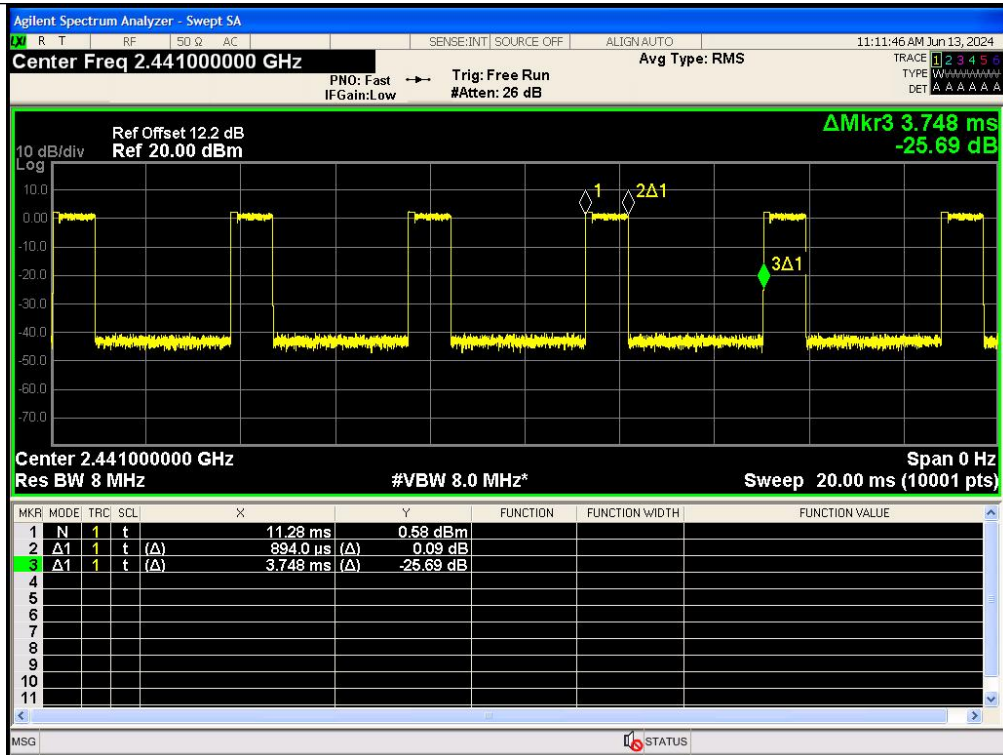 Agilent Spectrum Analyzer - Swept SA
LXI R T RF 50 Ω AC SENSE:INT SOURCE OFF ALIGN AUTO 11:11:46 AM Jun 13, 2024
Center Freq 2.441000000 GHz Avg Type: RMS TRACE 1 2 3 4 5 6
PNO: Fast Trig: Free Run TYPE W
IFGain:Low #Atten: 26 dB DET A A A A A A
ΔMkr3 3.748 ms
Ref Offset 12.2 dB
10 dB/div Ref 20.00 dBm -25.69 dB
Log
10.0
1 2Δ1
0.00
-10.0
3Δ1
-20.0
-30.0
-40.0
-50.0
-60.0
-70.0
Center 2.441000000 GHz Span 0 Hz
Res BW 8 MHz #VBW 8.0 MHz* Sweep 20.00 ms (10001 pts)
MKR MODE TRC SCL X Y FUNCTION FUNCTION WIDTH FUNCTION VALUE
1 N 1 t 11.28 ms 0.58 dBm
2 Δ1 1 t (Δ) 894.0 µs (Δ) 0.09 dB
3 Δ1 1 t (Δ) 3.748 ms (Δ) -25.69 dB
4
5
6
7
8
9
10
11
MSG STATUS